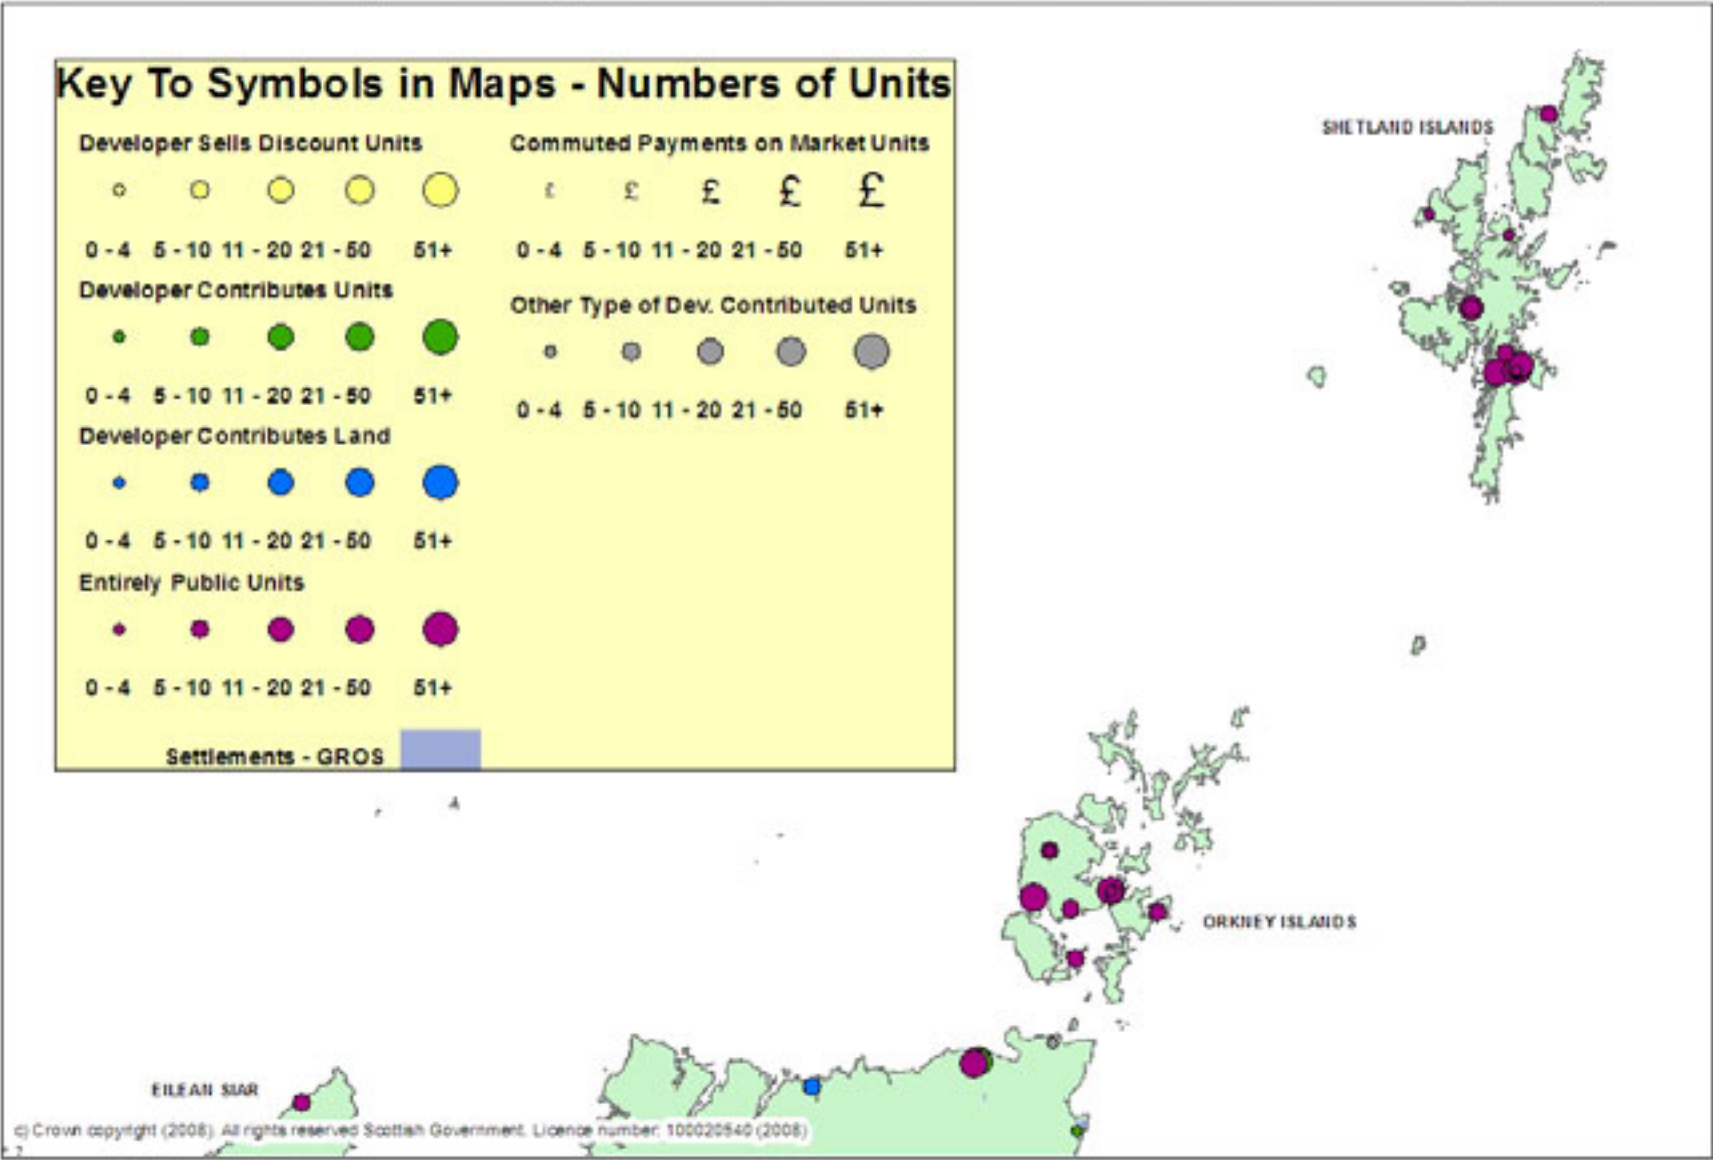 Key To Symbols in Maps - Numbers of Units
Developer Sells Discount Units
0 - 4 5 - 10 11 - 20 21 - 50 51+
Developer Contributes Units
0 - 4 5 - 10 11 - 20 21 - 50 51+
Developer Contributes Land
0 - 4 5 - 10 11 - 20 21 - 50 51+
Entirely Public Units
0 - 4 5 - 10 11 - 20 21 - 50 51+
Settlements - GROS
Commuted Payments on Market Units
£ £ £ £ £
0 - 4 5 - 10 11 - 20 21 - 50 51+
Other Type of Dev. Contributed Units
0 - 4 5 - 10 11 - 20 21 - 50 51+
SHETLAND ISLANDS
ORKNEY ISLANDS
EILEAN SIAR
c) Crown copyright (2008). All rights reserved Scottish Government. Licence number: 100020540 (2008)